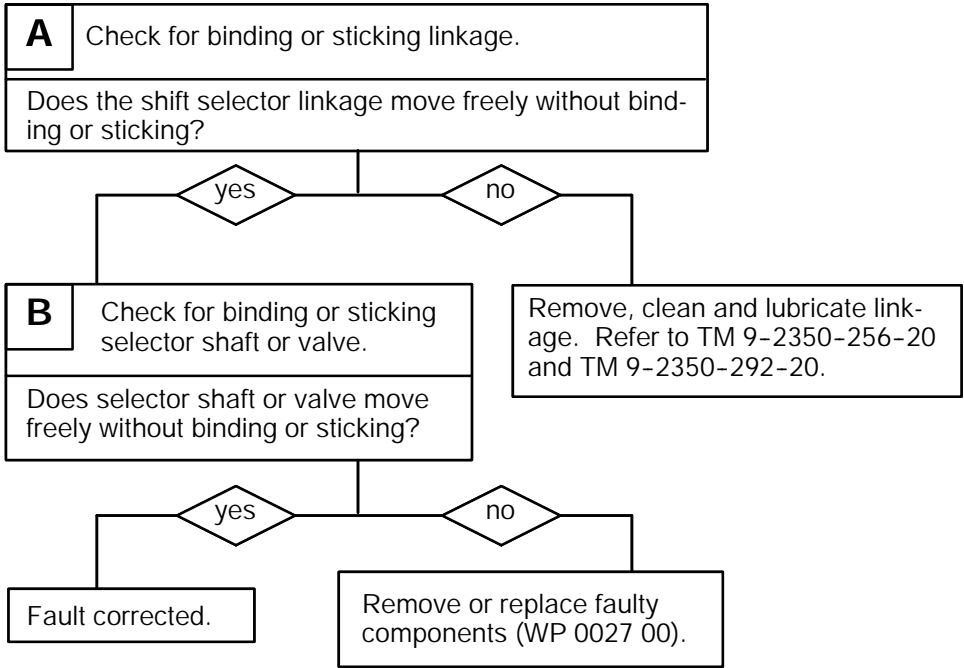 A
Check for binding or sticking linkage.
Does the shift selector linkage move freely without bind-
ing or sticking?
yes
no
B
Check for binding or sticking
selector shaft or valve.
Does selector shaft or valve move
freely without binding or sticking?
Remove, clean and lubricate link-
age. Refer to TM 9-2350-256-20
and TM 9-2350-292-20.
yes
no
Fault corrected.
Remove or replace faulty
components (WP 0027 00).